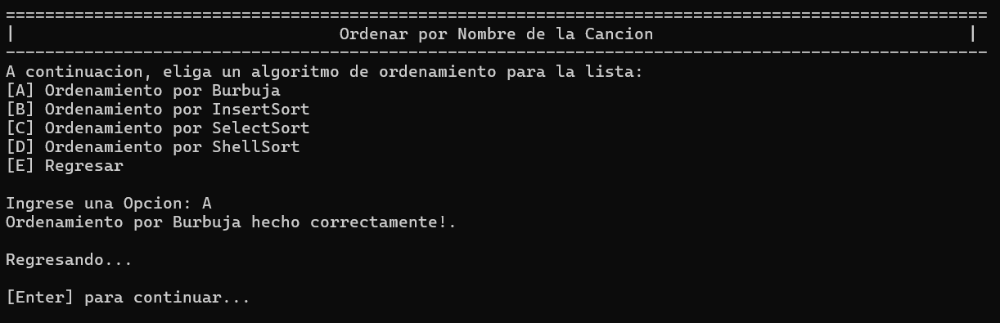 ====================================================================================================
|                                 Ordenar por Nombre de la Cancion                                |
----------------------------------------------------------------------------------------------------
A continuacion, eliga un algoritmo de ordenamiento para la lista:
[A] Ordenamiento por Burbuja
[B] Ordenamiento por InsertSort
[C] Ordenamiento por SelectSort
[D] Ordenamiento por ShellSort
[E] Regresar
Ingrese una Opcion: A
Ordenamiento por Burbuja hecho correctamente!.
Regresando...
[Enter] para continuar...